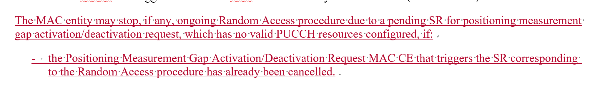 The MAC entity may stop, if any, ongoing Random Access procedure due to a pending SR for positioning measurement
gap activation/deactivation request, which has no valid PUCCH resources configured, if:
- the Positioning Measurement Gap Activation/Deactivation Request MAC CE that triggers the SR corresponding
to the Random Access procedure has already been cancelled.